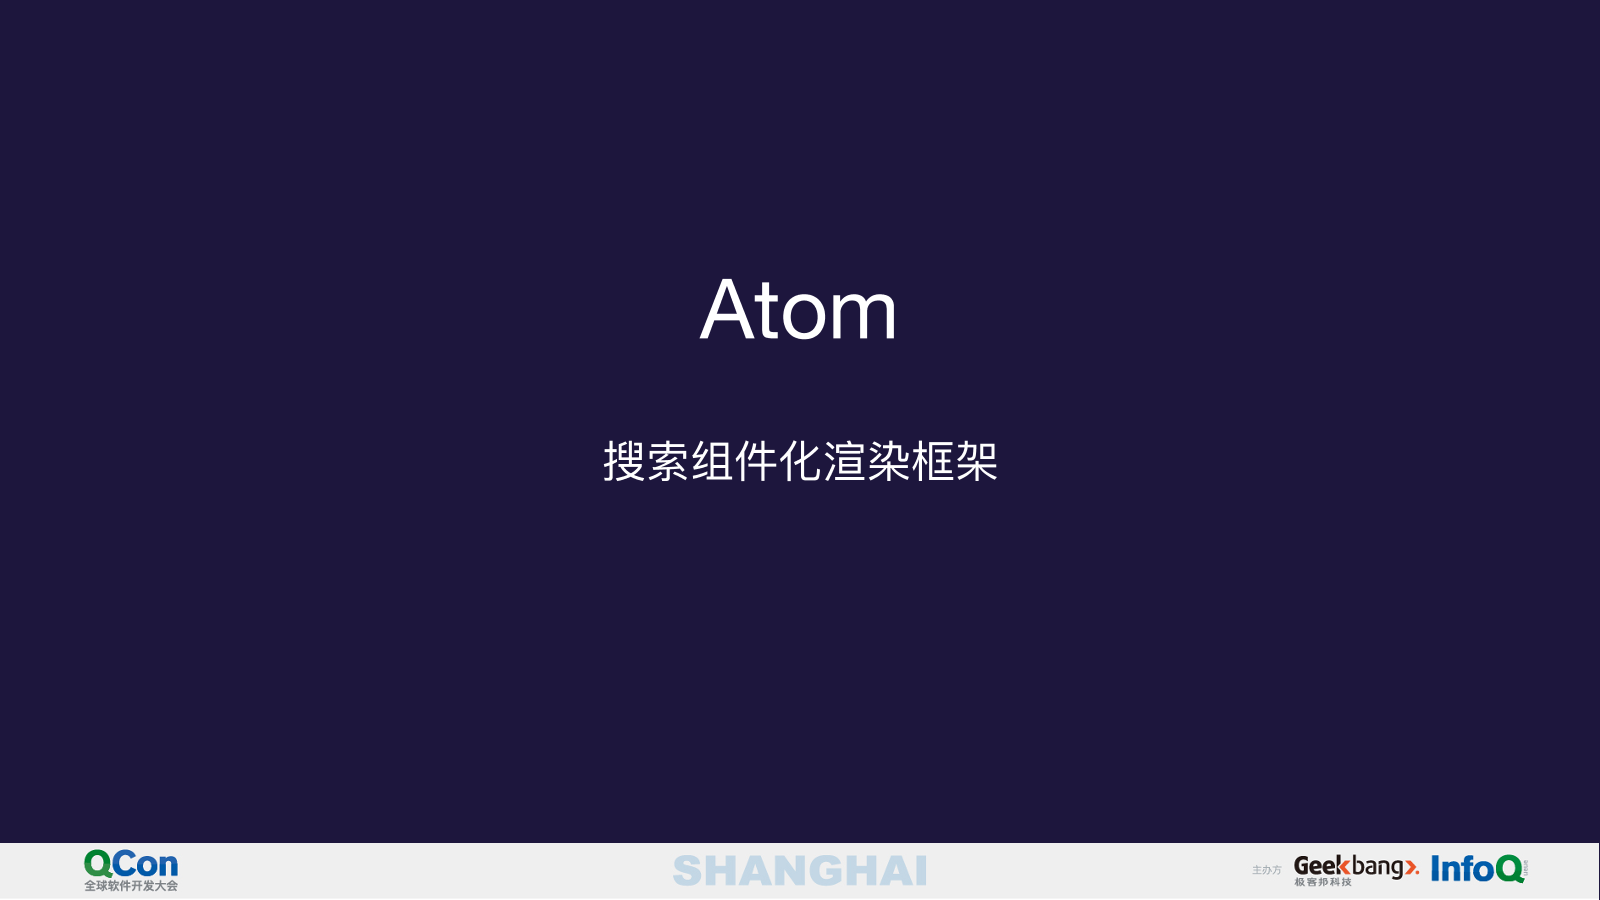 Atom
搜索组件化渲染框架
QCon
全球软件开发大会
SHANGHAI
主办方
Geekbang>.
极客邦科技
InfoQ